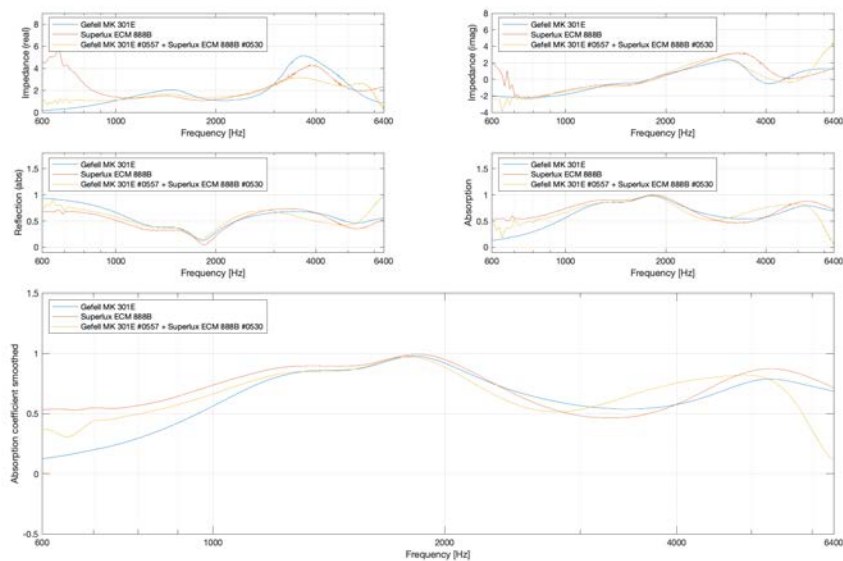 8
6
4
2
0
Impedance (real)
Gefell MK 301E
Superlux ECM 888B
Gefell MK 301E #0557 + Superlux ECM 888B #0530
600
1000
2000
4000
6400
Frequency [Hz]
8
6
4
2
0
-2
-4
Impedance (imag)
Gefell MK 301E
Superlux ECM 888B
Gefell MK 301E #0557 + Superlux ECM 888B #0530
600
1000
2000
4000
6400
Frequency [Hz]
1.5
1
0.5
0
Reflection (abs)
Gefell MK 301E
Superlux ECM 888B
Gefell MK 301E #0557 + Superlux ECM 888B #0530
600
1000
2000
4000
6400
Frequency [Hz]
1.5
1
0.5
0
Absorption
Gefell MK 301E
Superlux ECM 888B
Gefell MK 301E #0557 + Superlux ECM 888B #0530
600
1000
2000
4000
6400
Frequency [Hz]
1.5
1
0.5
0
-0.5
Absorption coefficient smoothed
Gefell MK 301E
Superlux ECM 888B
Gefell MK 301E #0557 + Superlux ECM 888B #0530
600
1000
2000
4000
6400
Frequency [Hz]